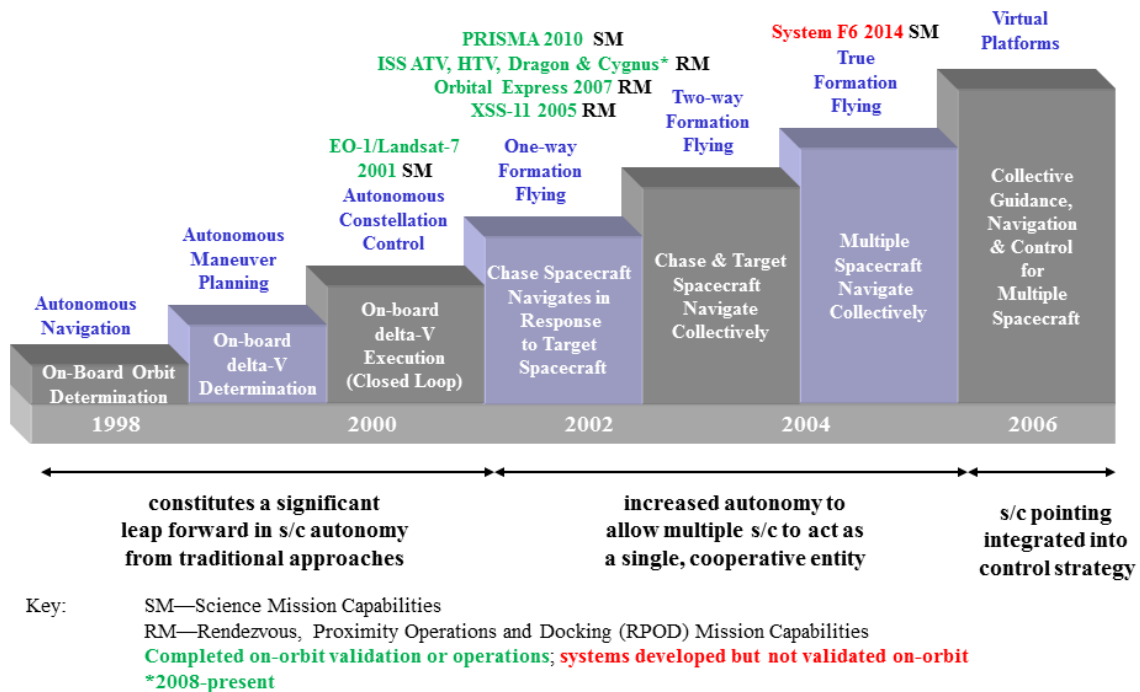 PRISMA 2010 SM
ISS ATV, HTV, Dragon & Cygnus* RM
Orbital Express 2007 RM
XSS-11 2005 RM
System F6 2014 SM
True
Formation
Flying
Virtual
Platforms
EO-1/Landsat-7
2001 SM
Autonomous
Constellation
Control
One-way
Formation
Flying
Two-way
Formation
Flying
Autonomous
Maneuver
Planning
Autonomous
Navigation
On-Board Orbit
Determination
On-board
delta-V
Determination
On-board
delta-V
Execution
(Closed Loop)
Chase Spacecraft
Navigates in
Response
to Target
Spacecraft
Chase & Target
Spacecraft
Navigate
Collectively
Multiple
Spacecraft
Navigate
Collectively
Collective
Guidance,
Navigation
& Control
for
Multiple
Spacecraft
1998 2000 2002 2004 2006
constitutes a significant
leap forward in s/c autonomy
from traditional approaches
increased autonomy to
allow multiple s/c to act as
a single, cooperative entity
s/c pointing
integrated into
control strategy
Key: SM—Science Mission Capabilities
RM—Rendezvous, Proximity Operations and Docking (RPOD) Mission Capabilities
Completed on-orbit validation or operations; systems developed but not validated on-orbit
*2008-present